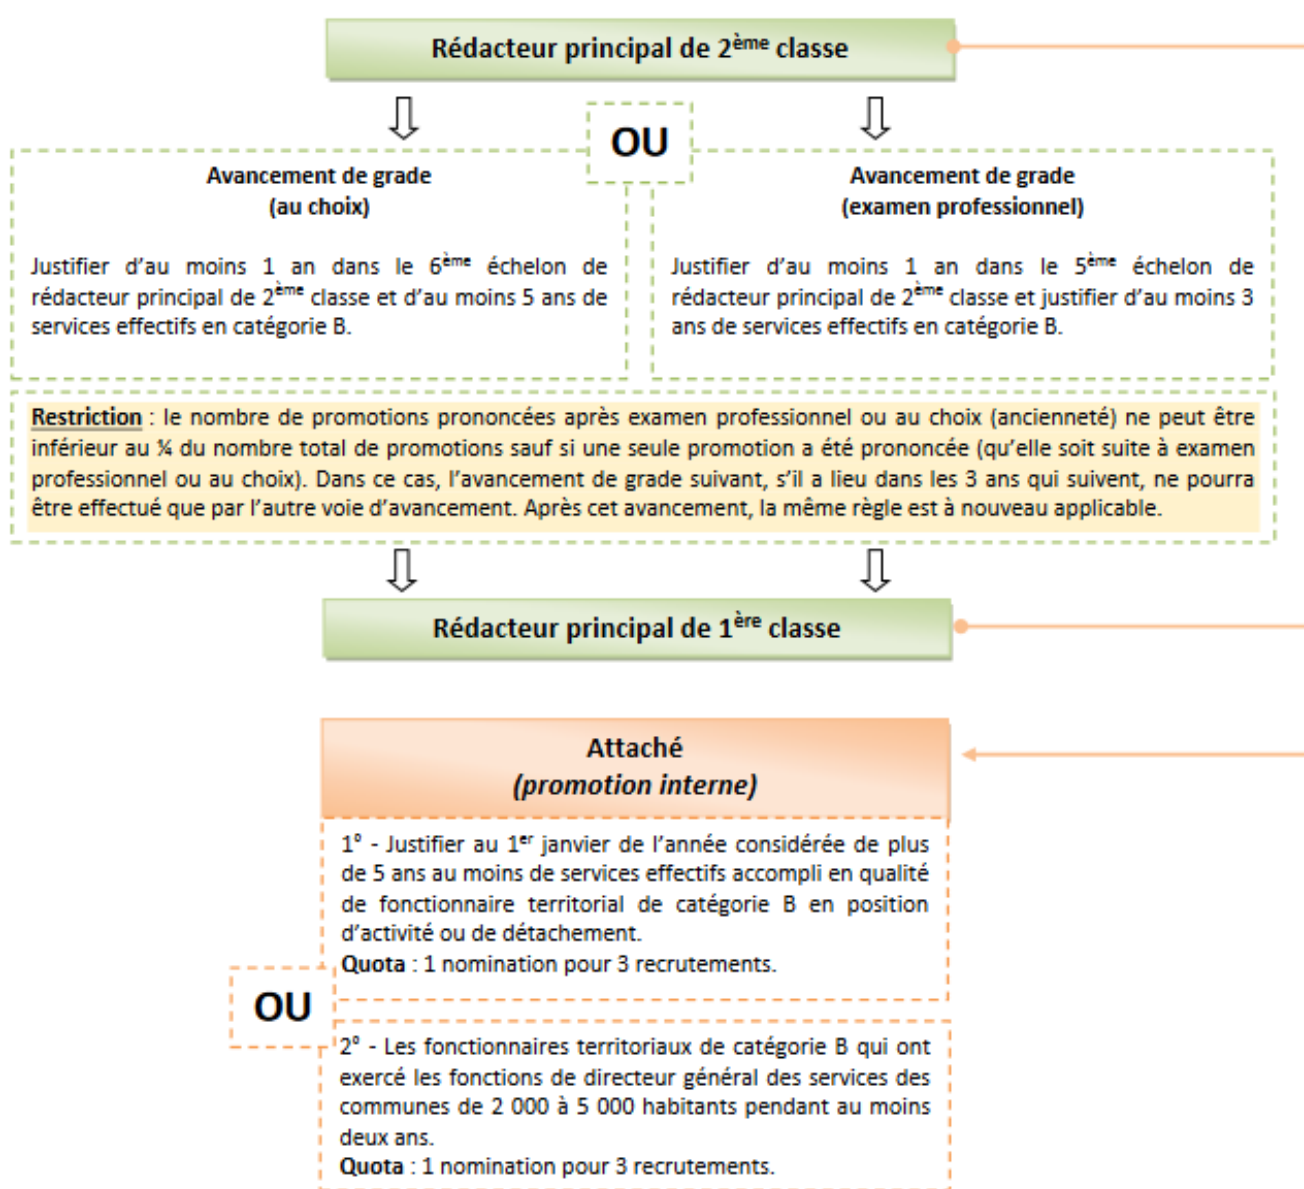 Rédacteur principal de 2ème classe
OU
Avancement de grade
(au choix)
Justifier d'au moins 1 an dans le 6ème échelon de
rédacteur principal de 2ème classe et d'au moins 5 ans de
services effectifs en catégorie B.
Avancement de grade
(examen professionnel)
Justifier d'au moins 1 an dans le 5ème échelon de
rédacteur principal de 2ème classe et justifier d'au moins 3
ans de services effectifs en catégorie B.
Restriction : le nombre de promotions prononcées après examen professionnel ou au choix (ancienneté) ne peut être
inférieur au ¼ du nombre total de promotions sauf si une seule promotion a été prononcée (qu'elle soit suite à examen
professionnel ou au choix). Dans ce cas, l'avancement de grade suivant, s'il a lieu dans les 3 ans qui suivent, ne pourra
être effectué que par l'autre voie d'avancement. Après cet avancement, la même règle est à nouveau applicable.
Rédacteur principal de 1ère classe
Attaché
(promotion interne)
1° - Justifier au 1er janvier de l'année considérée de plus
de 5 ans au moins de services effectifs accompli en qualité
de fonctionnaire territorial de catégorie B en position
d'activité ou de détachement.
Quota : 1 nomination pour 3 recrutements.
OU
2° - Les fonctionnaires territoriaux de catégorie B qui ont
exercé les fonctions de directeur général des services des
communes de 2 000 à 5 000 habitants pendant au moins
deux ans.
Quota : 1 nomination pour 3 recrutements.